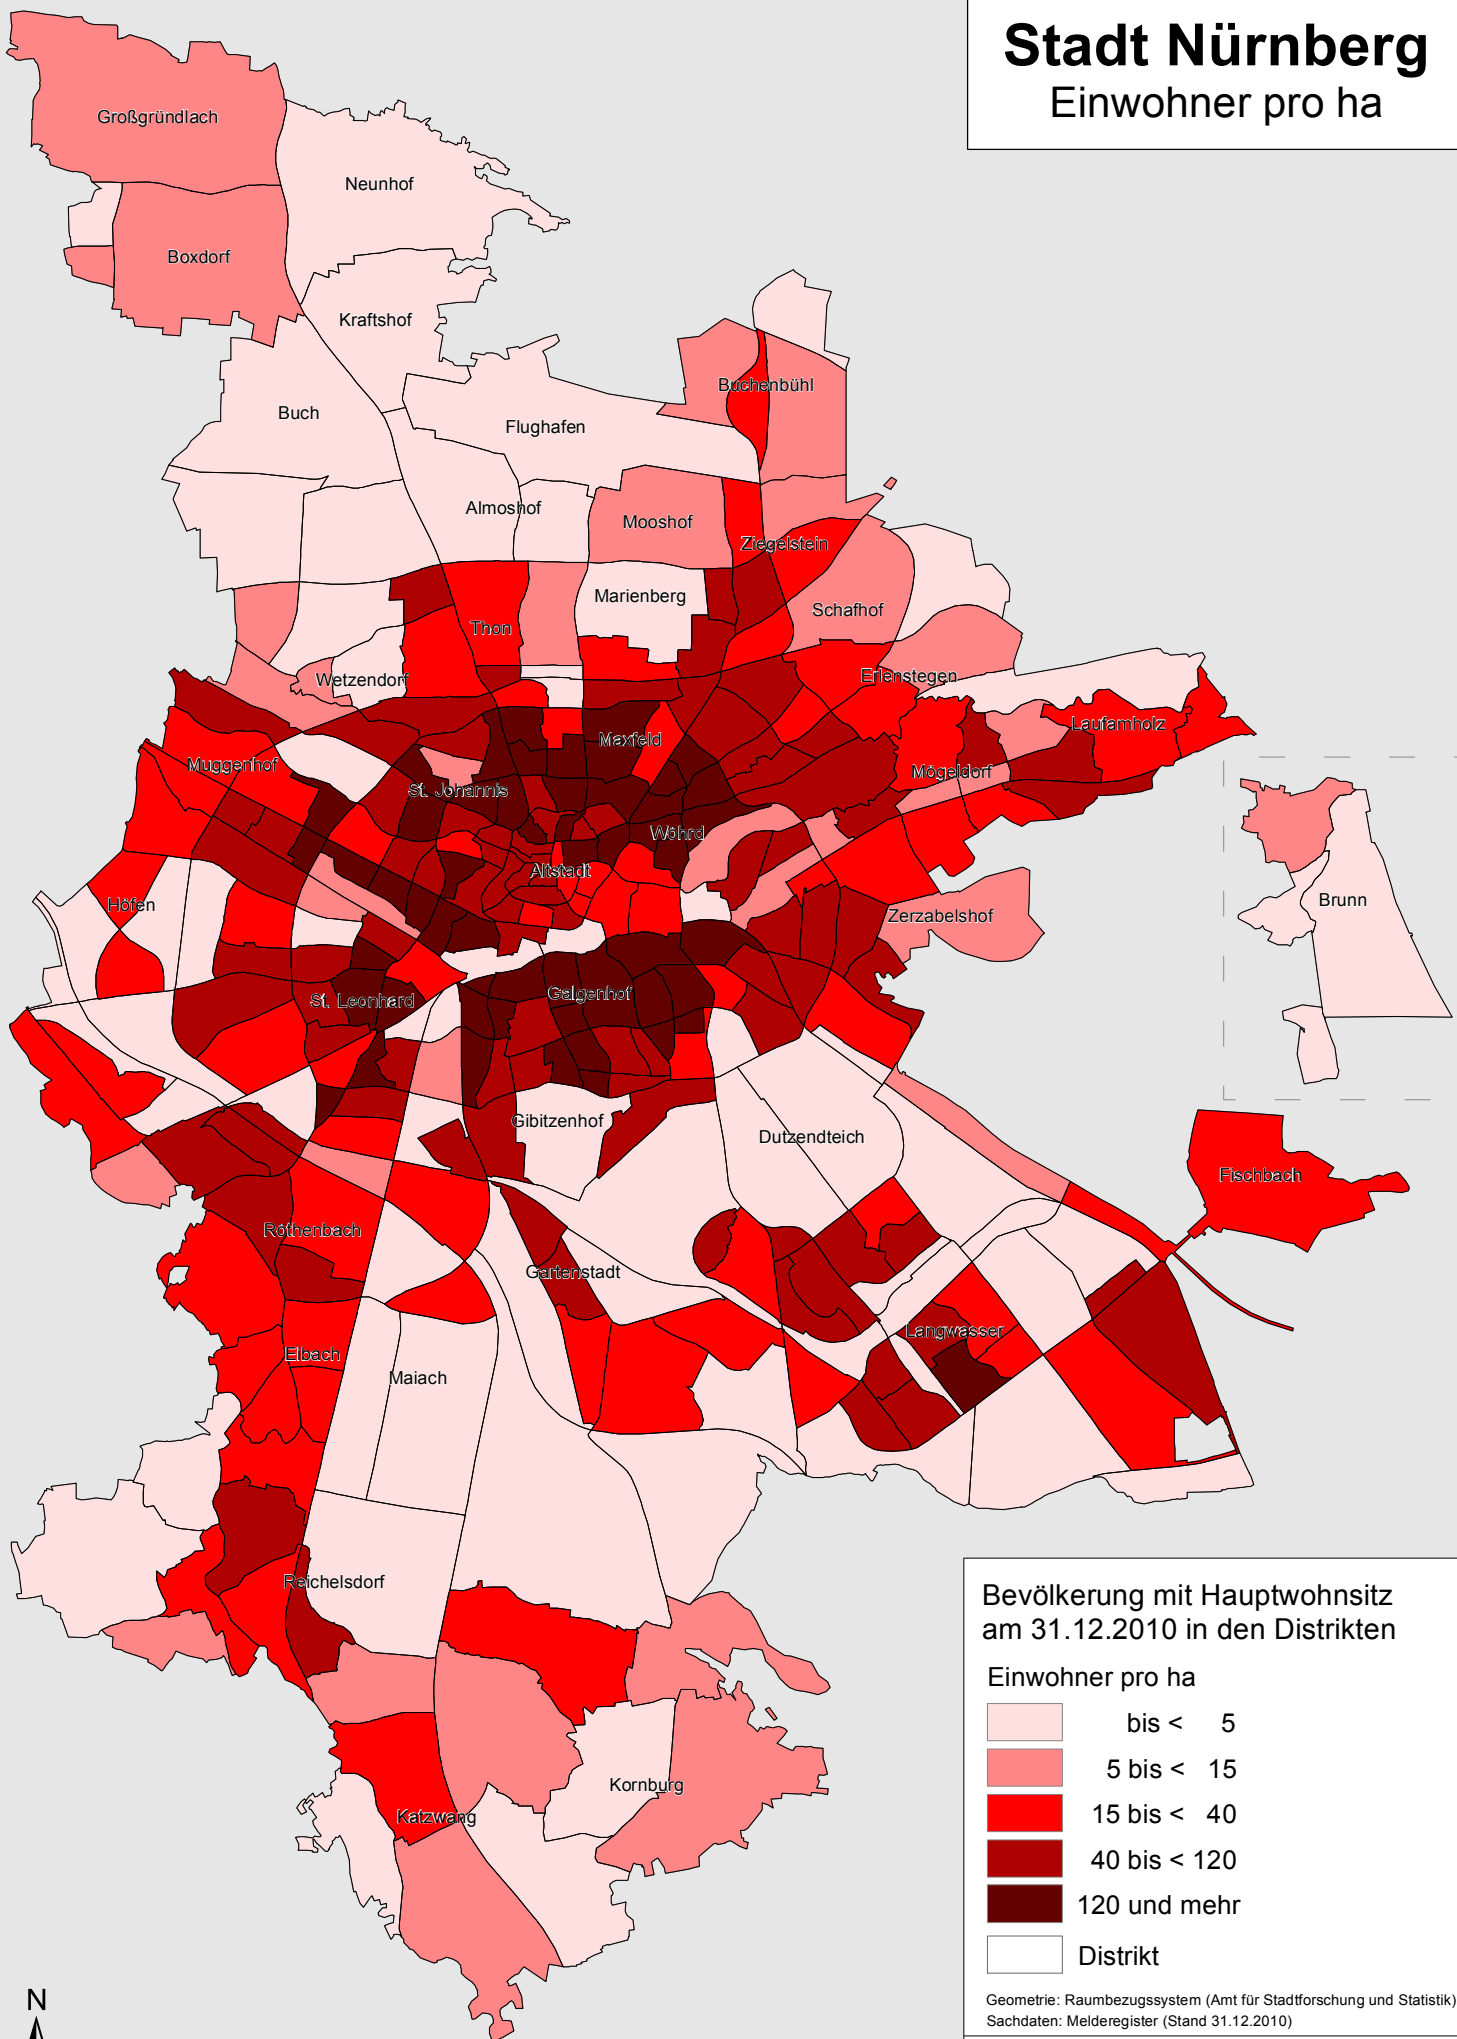 Stadt Nürnberg
Einwohner pro ha
Großgründlach
Neunhof
Boxdorf
Kraftshof
Buchenbühl
Buch
Flughafen
Almoshof
Mooshof
Ziegelstein
Marienberg
Schafhof
Thon
Wetzendorf
Erlenstegen
Laufamholz
Maxfeld
Muggenhof
Mögeldorf
St. Johannis
Wöhrd
Altstadt
Höfen
Zerzabelshof
Brunn
St. Leonhard
Galgenhof
Gibitzenhof
Dutzendteich
Fischbach
Röthenbach
Gartenstadt
Langwasser
Eibach
Maiach
Reichelsdorf
Kornburg
Katzwang
Bevölkerung mit Hauptwohnsitz
am 31.12.2010 in den Distrikten
Einwohner pro ha
bis < 5
5 bis < 15
15 bis < 40
40 bis < 120
120 und mehr
Distrikt
Geometrie: Raumbezugssystem (Amt für Stadtforschung und Statistik)
Sachdaten: Melderegister (Stand 31.12.2010)
N